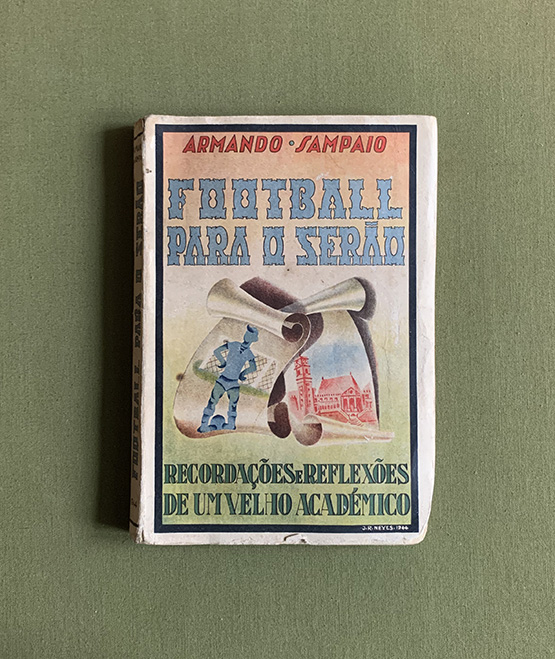 ARMANDO • SAMPAIO
FOOTBALL
PARA O SERÃO
RECORDAÇÕES E REFLEXÕES
DE UM VELHO ACADÉMICO
J.R. NEVES. 1944
FOOTBALL PARA O SERÃO